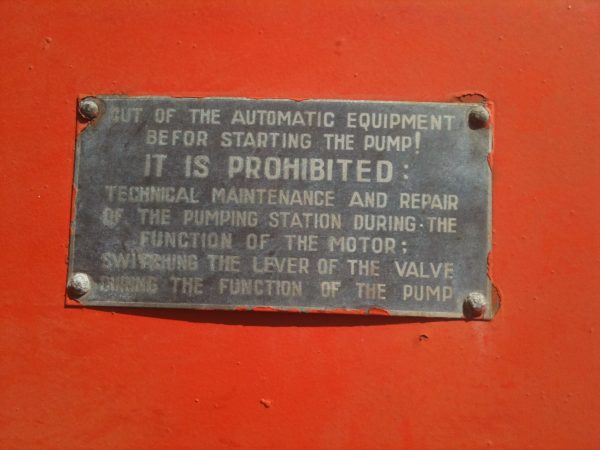 CUT OF THE AUTOMATIC EQUIPMENT
BEFOR STARTING THE PUMP!
IT IS PROHIBITED:
TECHNICAL MAINTENANCE AND REPAIR
OF THE PUMPING STATION DURING THE
FUNCTION OF THE MOTOR;
SWITCHING THE LEVER OF THE VALVE
DURING THE FUNCTION OF THE PUMP